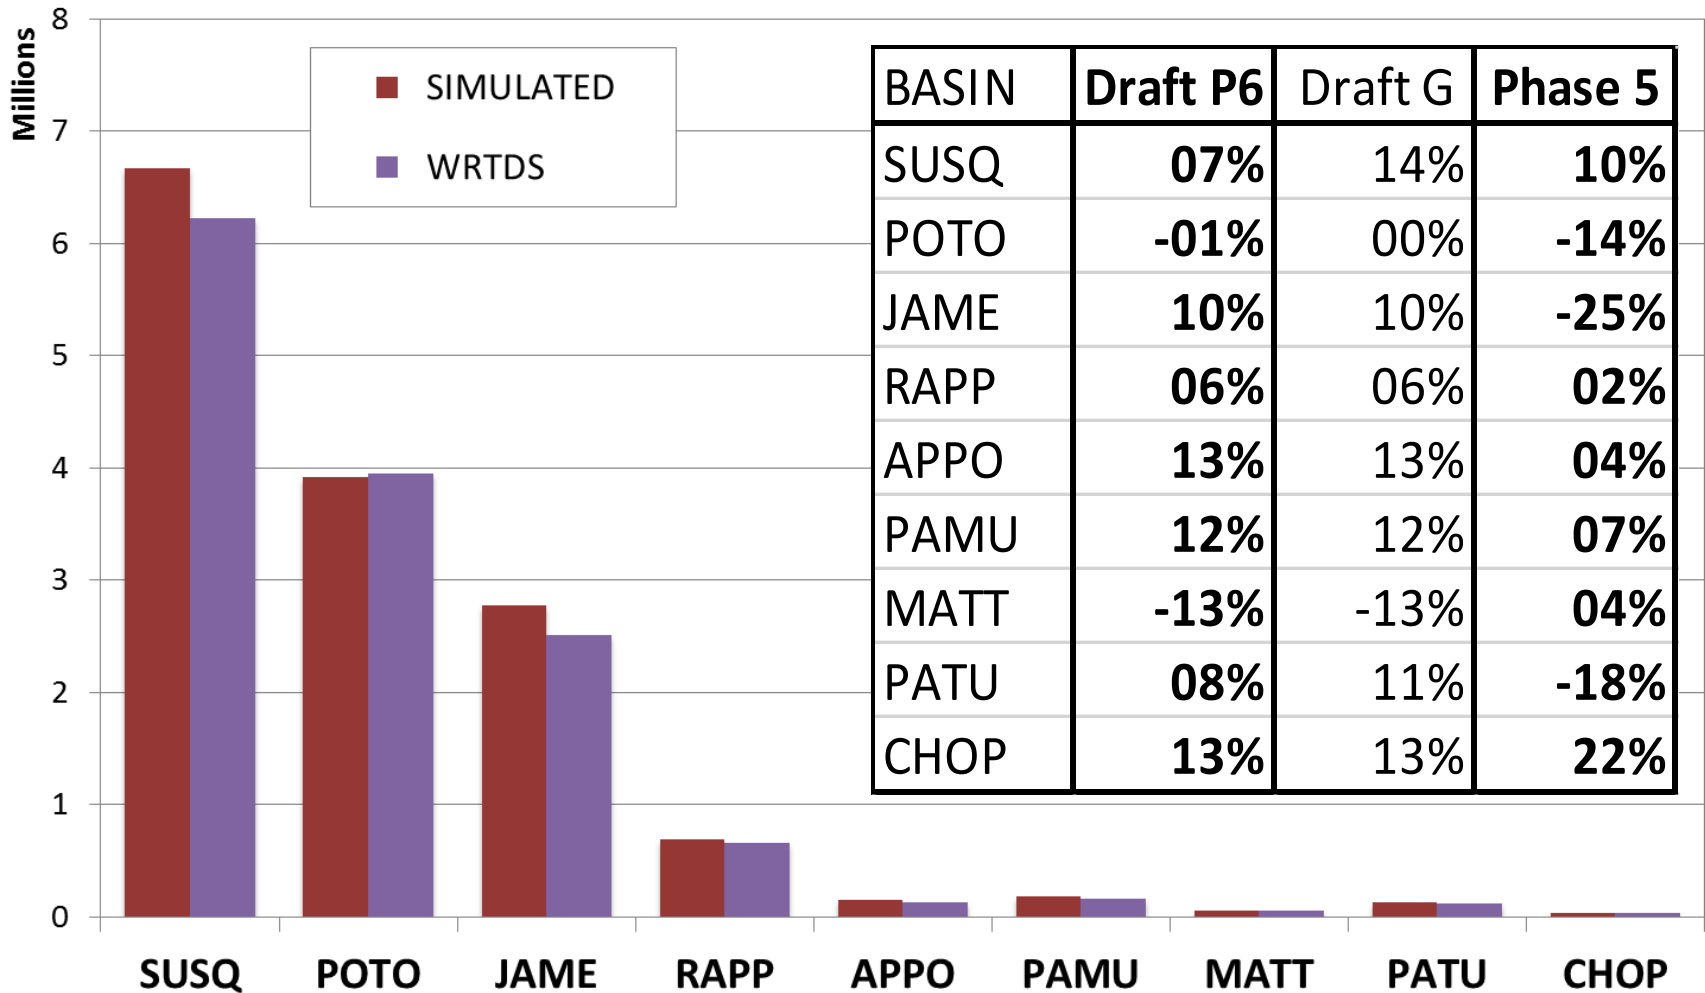 Millions
8
7
6
5
4
3
2
1
0
SIMULATED
WRTDS
BASIN Draft P6 Draft G Phase 5
SUSQ 07% 14% 10%
POTO -01% 00% -14%
JAME 10% 10% -25%
RAPP 06% 06% 02%
APPO 13% 13% 04%
PAMU 12% 12% 07%
MATT -13% -13% 04%
PATU 08% 11% -18%
CHOP 13% 13% 22%
SUSQ POTO JAME RAPP APPO PAMU MATT PATU CHOP